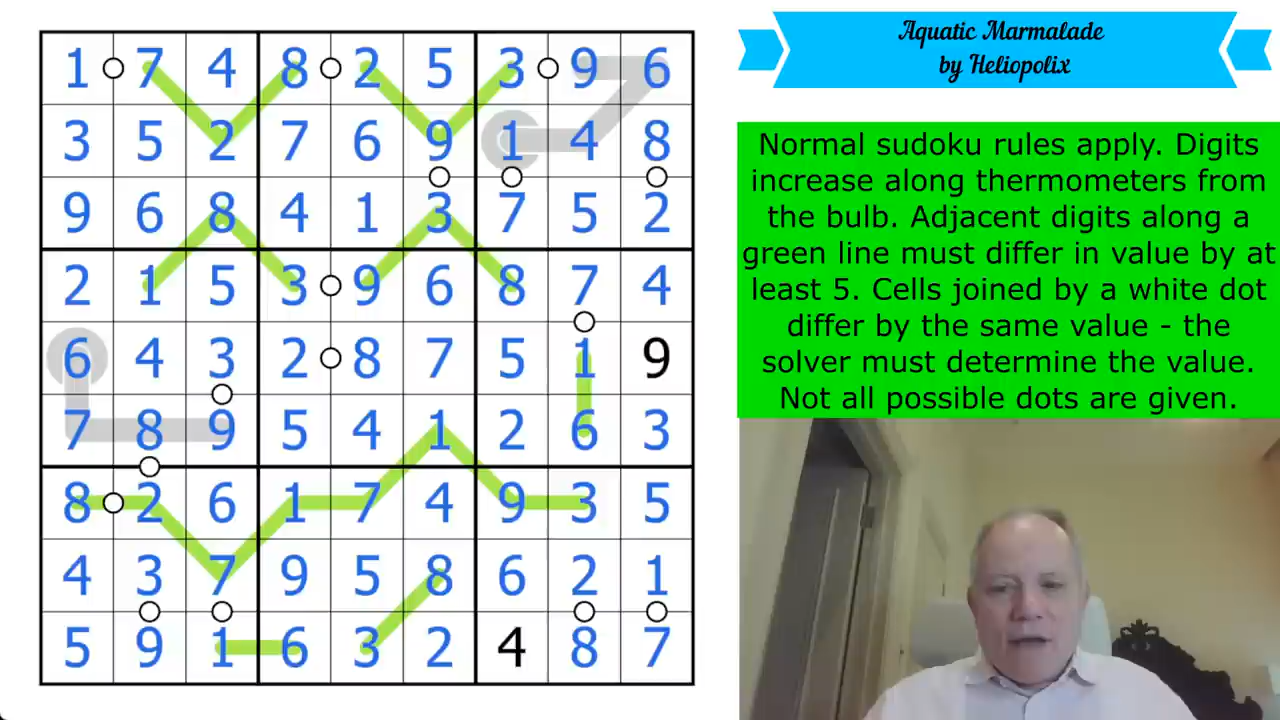 Aquatic Marmalade
by Heliopolix
Normal sudoku rules apply. Digits
increase along thermometers from
the bulb. Adjacent digits along a
green line must differ in value by at
least 5. Cells joined by a white dot
differ by the same value - the
solver must determine the value.
Not all possible dots are given.
1 7 4 8 2 5 3 9 6
3 5 2 7 6 9 1 4 8
9 6 8 4 1 3 7 5 2
2 1 5 3 9 6 8 7 4
6 4 3 2 8 7 5 1 9
7 8 9 5 4 1 2 6 3
8 2 6 1 7 4 9 3 5
4 3 7 9 5 8 6 2 1
5 9 1 6 3 2 4 8 7